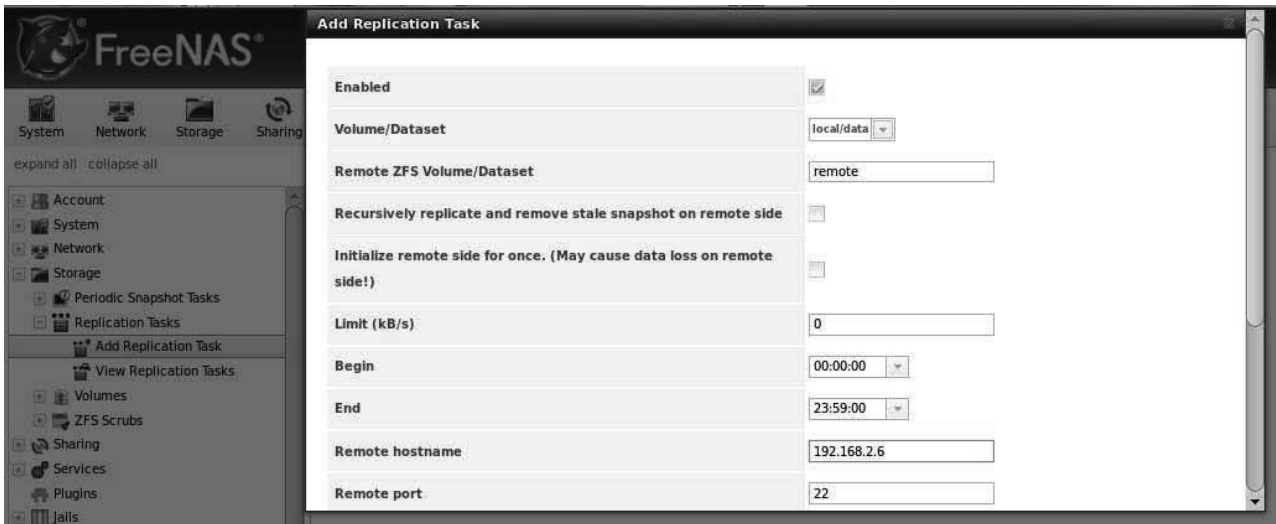 FreeNAS®
System
Network
Storage
Sharing
expand all collapse all
Account
System
Network
Storage
Periodic Snapshot Tasks
Replication Tasks
Add Replication Task
View Replication Tasks
Volumes
ZFS Scrubs
Sharing
Services
Plugins
Jails
Add Replication Task
Enabled
Volume/Dataset local/data
Remote ZFS Volume/Dataset remote
Recursively replicate and remove stale snapshot on remote side
Initialize remote side for once. (May cause data loss on remote
side!)
Limit (kB/s) 0
Begin 00:00:00
End 23:59:00
Remote hostname 192.168.2.6
Remote port 22